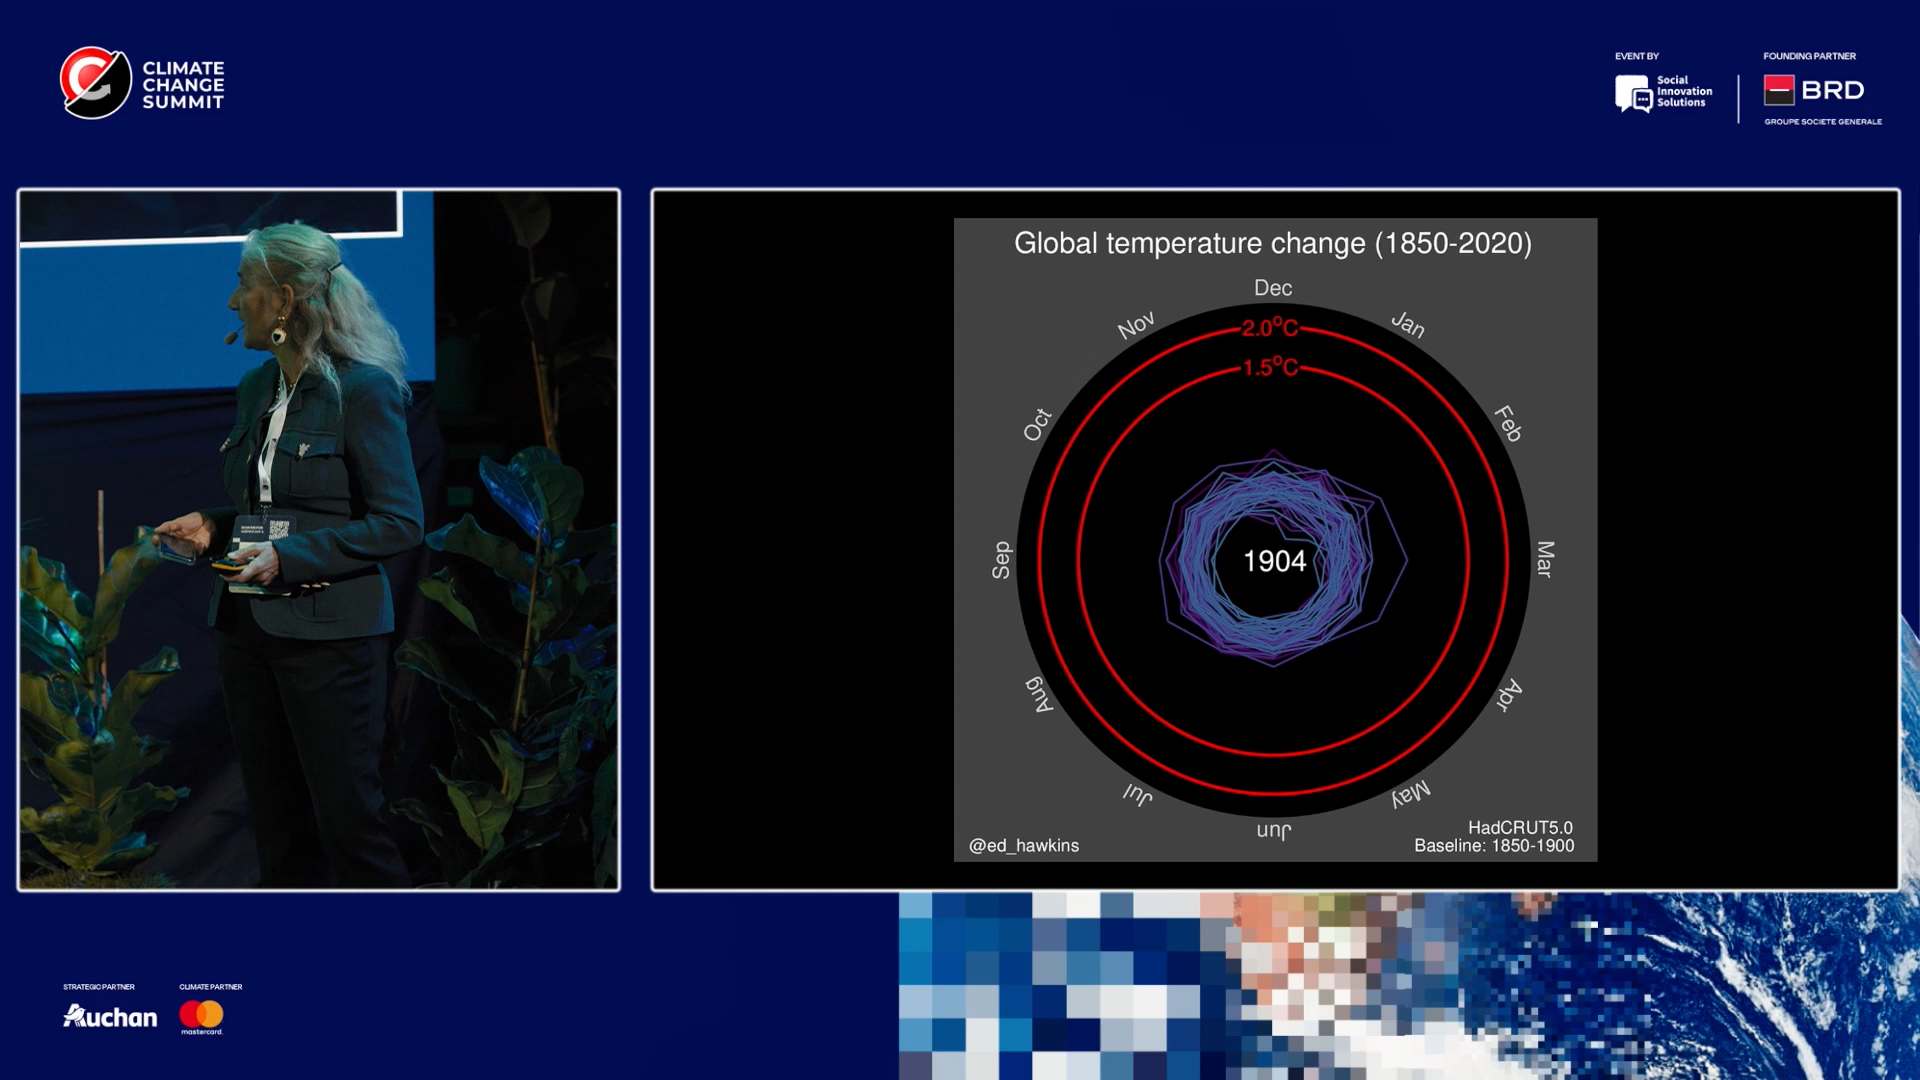 CLIMATE
CHANGE
SUMMIT
EVENT BY
Social
Innovation
Solutions
FOUNDING PARTNER
BRD
GROUPE SOCIETE GENERALE
Global temperature change (1850-2020)
Dec
Jan
Feb
Mar
Apr
May
Jun
Jul
Aug
Sep
Oct
Nov
2.0°C
1.5°C
1904
@ed_hawkins
HadCRUT5.0
Baseline: 1850-1900
STRATEGIC PARTNER
Auchan
CLIMATE PARTNER
mastercard.